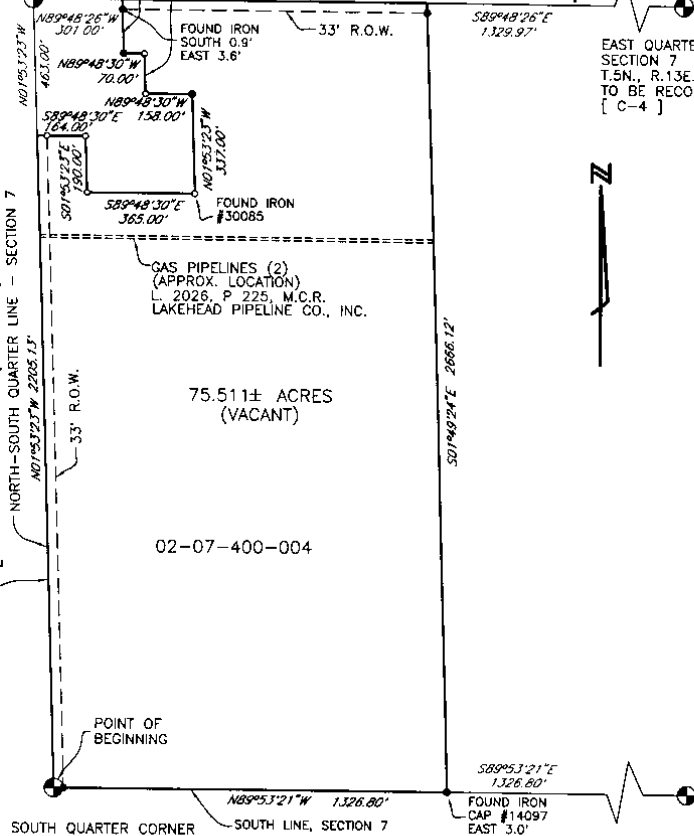 N89°48'26"W
301.00'
S89°48'26"E
1329.97'
33' R.O.W.
FOUND IRON
SOUTH 0.9'
EAST 3.6'
EAST QUARTE
SECTION 7
T.5N., R.13E.
TO BE RECO
[ C-4 ]
N01°53'23"W
463.00'
N89°48'30"W
70.00'
N89°48'30"W
158.00'
S89°48'30"E
164.00'
S01°53'23"E
190.00'
N01°53'23"W
337.00'
S89°48'30"E
365.00'
FOUND IRON
#30085
N
GAS PIPELINES (2)
(APPROX. LOCATION)
L. 2026, P 225, M.C.R.
LAKEHEAD PIPELINE CO., INC.
NORTH-SOUTH QUARTER LINE - SECTION 7
N01°53'23"W 2205.13'
33' R.O.W.
75.511± ACRES
(VACANT)
S01°49'24"E 2666.12'
02-07-400-004
POINT OF
BEGINNING
S89°53'21"E
1326.80'
N89°53'21"W 1326.80'
FOUND IRON
CAP #14097
EAST 3.0'
SOUTH QUARTER CORNER
SOUTH LINE, SECTION 7